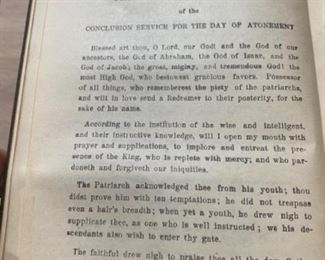 of the
CONCLUSION SERVICE FOR THE DAY OF ATONEMENT
Blessed art thou, O Lord, our God! and the God of our
ancestors, the God of Abraham, the God of Isaac, and the
God of Jacob; the great, mighty, and tremendous God! the
most High God, who bestowest gracious favors. Possessor
of all things, who rememberest the piety of the patriarchs,
and will in love send a Redeemer to their posterity, for the
sake of his name.
According to the institution of the wise and intelligent,
and their instructive knowledge, will I open my mouth with
prayer and supplications, to implore and entreat the pre-
sence of the King, who is replete with mercy; and who par-
doneth and forgiveth our iniquities.
The Patriarch acknowledged thee from his youth; thou
didst prove him with ten temptations; he did not trespass
even a hair's breadth; when yet a youth, he drew nigh to
supplicate thee, as one who is well instructed; we his de-
scendants also wish to enter thy gate.
The faithful drew nigh to praise thee all the day